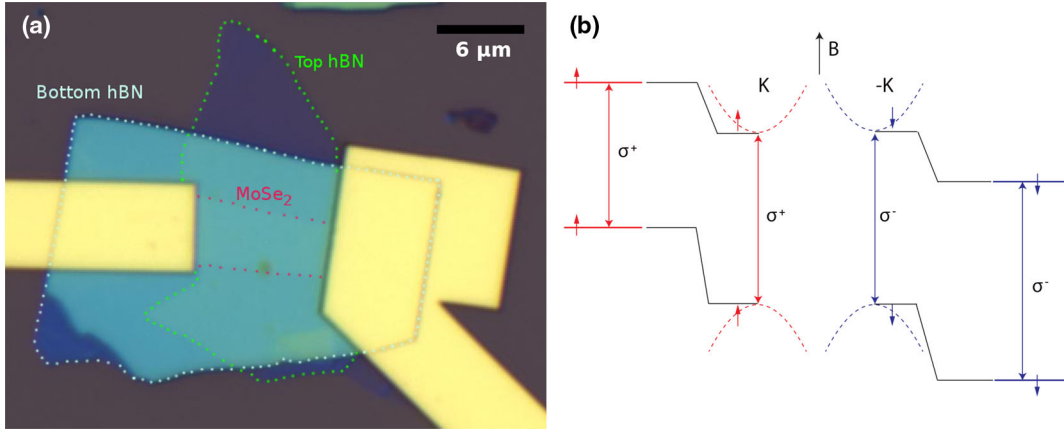 (a)
6 μm
Top hBN
Bottom hBN
MoSe2
(b)
B
K
-K
σ+
σ+
σ-
σ-